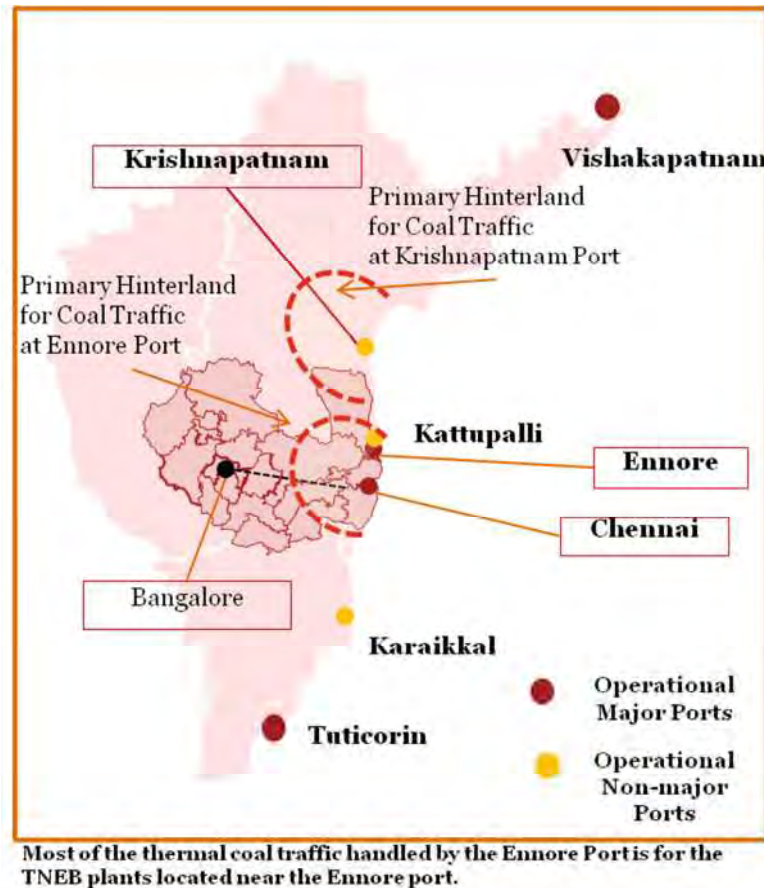 Krishnapatnam
Vishakapatnam
Primary Hinterland
for Coal Traffic
at Krishnapatnam Port
Primary Hinterland
for Coal Traffic
at Ennore Port
Kattupalli
Ennore
Chennai
Bangalore
Karaikkal
Operational
Major Ports
Tuticorin
Operational
Non-major
Ports
Most of the thermal coal traffic handled by the Ennore Port is for the
TNEB plants located near the Ennore port.